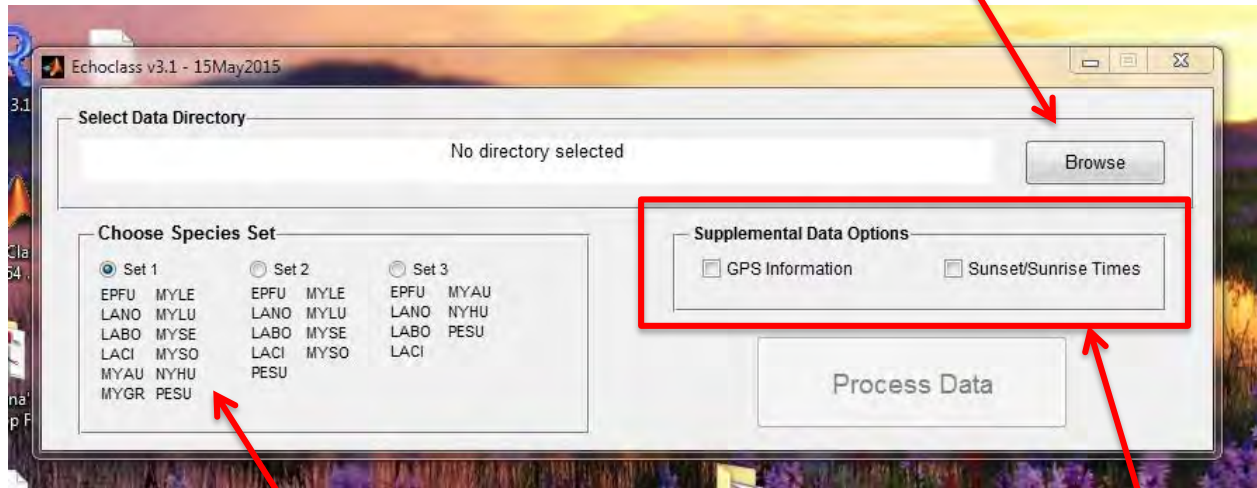 3.1
Echoclass v3.1 - 15May2015
Select Data Directory
No directory selected
Browse
Choose Species Set
Set 1 Set 2 Set 3
EPFU MYLE EPFU MYLE EPFU MYAU
LANO MYLU LANO MYLU LANO NYHU
LABO MYSE LABO MYSE LABO PESU
LACI MYSO LACI MYSO LACI
MYAU NYHU PESU
MYGR PESU
Supplemental Data Options
GPS Information Sunset/Sunrise Times
Process Data